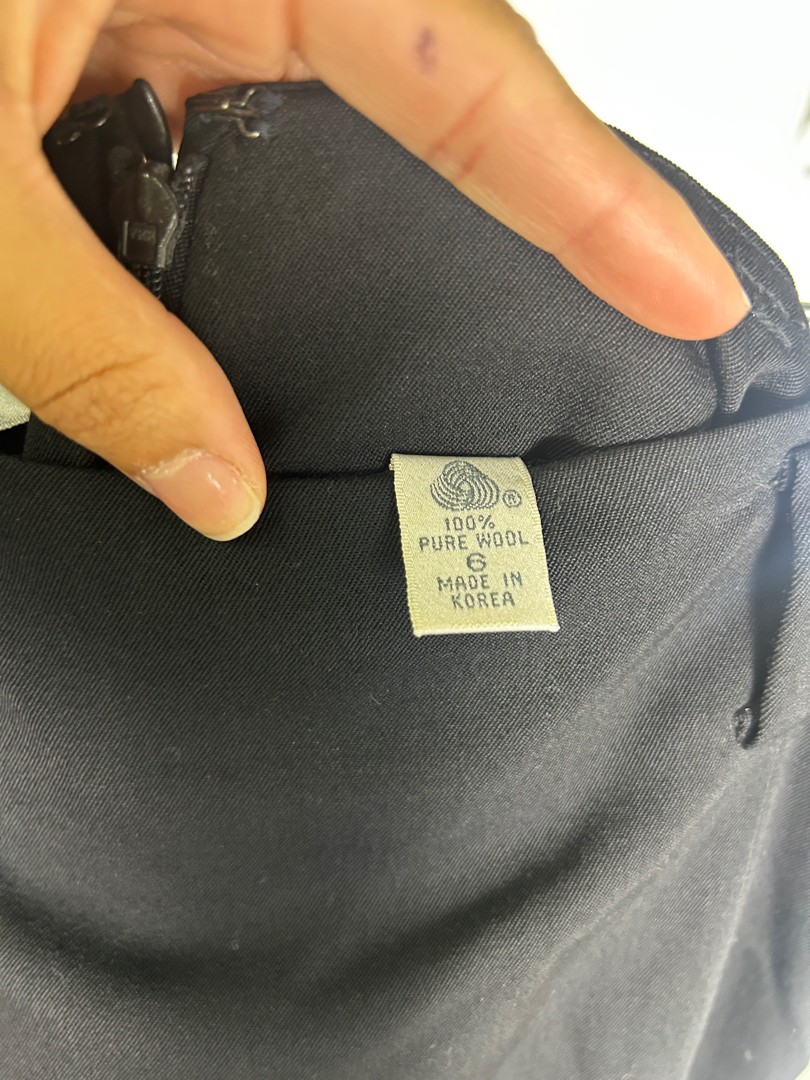 ®
100%
PURE WOOL
6
MADE IN
KOREA